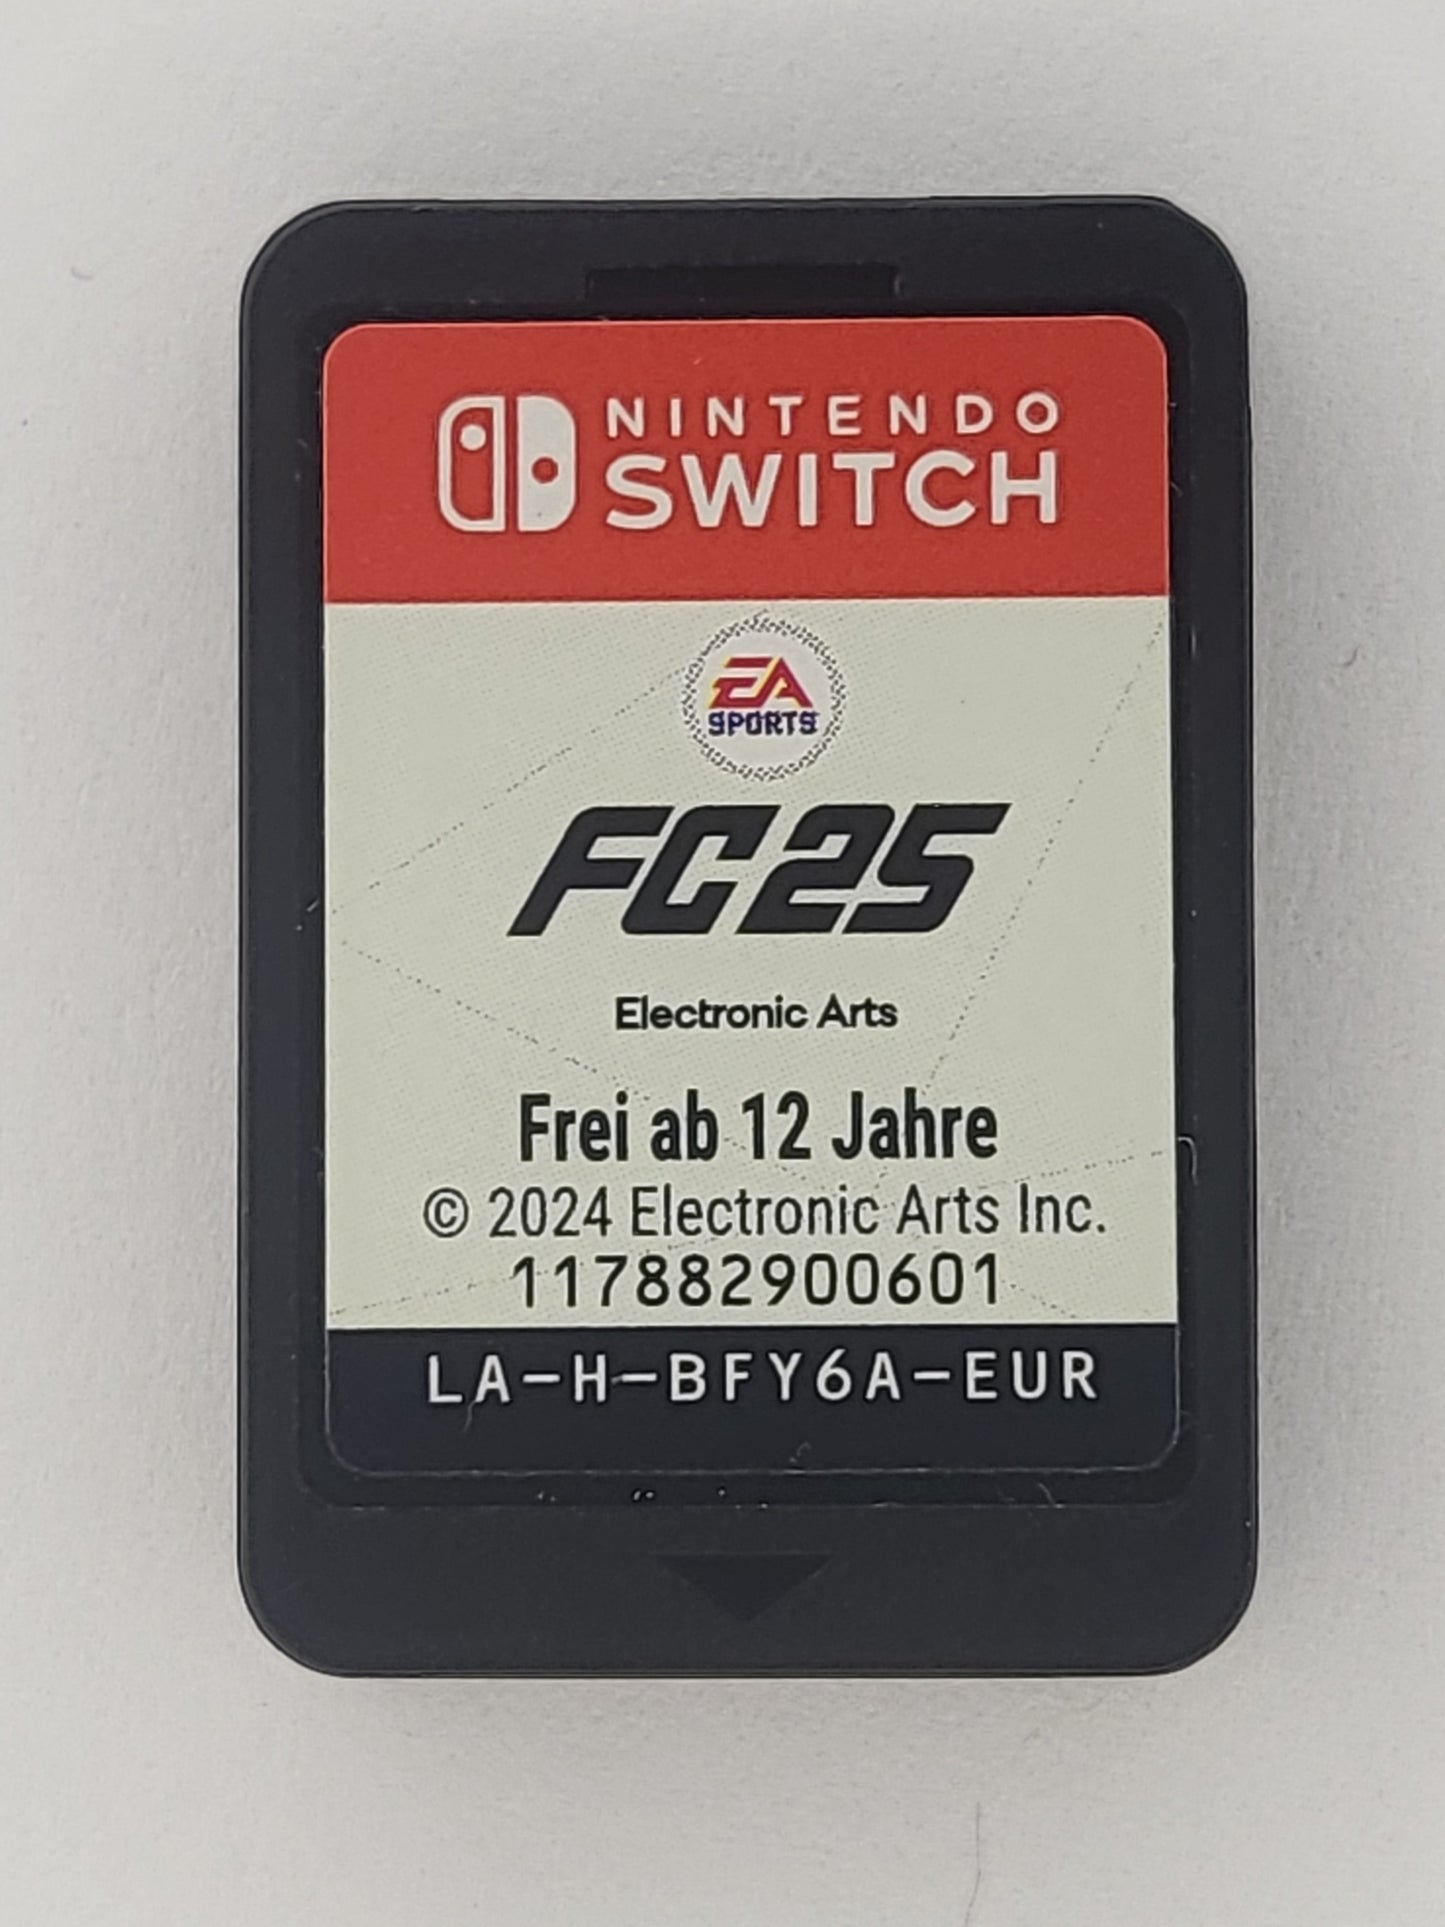 NINTENDO
SWITCH
EA
SPORTS
FC25
Electronic Arts
Frei ab 12 Jahre
© 2024 Electronic Arts Inc.
117882900601
LA-H-BFY6A-EUR